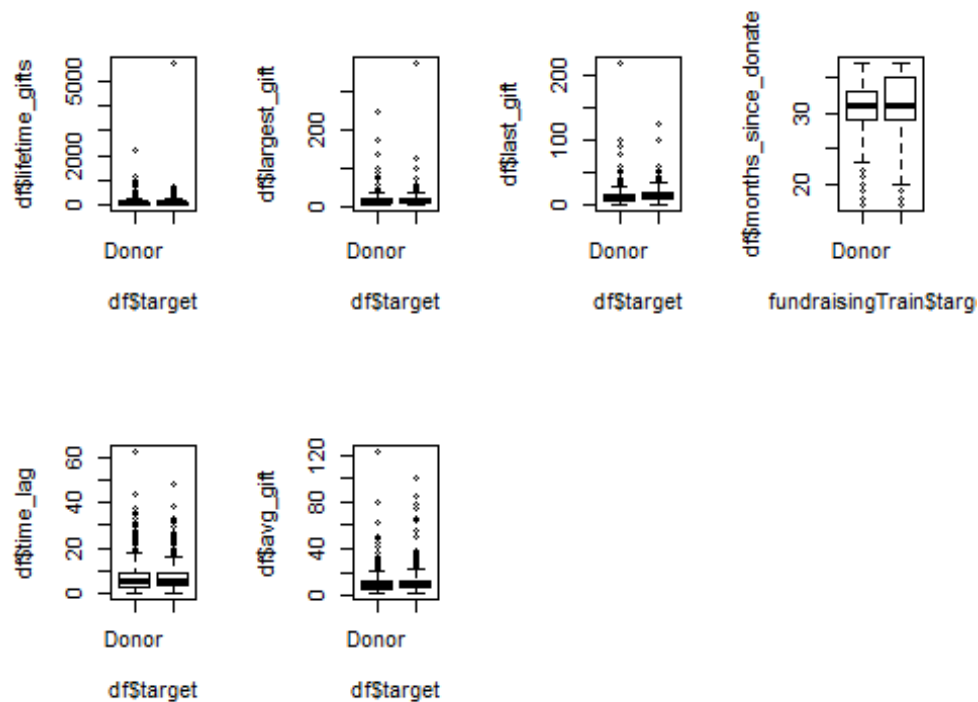 df$lifetime_gifts
0 2000 5000
Donor
df$target
df$largest_gift
0 200
Donor
df$target
df$last_gift
0 100 200
Donor
df$target
df$months_since_donate
20 30
Donor
fundraisingTrain$targ
df$time_lag
0 20 40 60
Donor
df$target
df$avg_gift
0 40 80 120
Donor
df$target